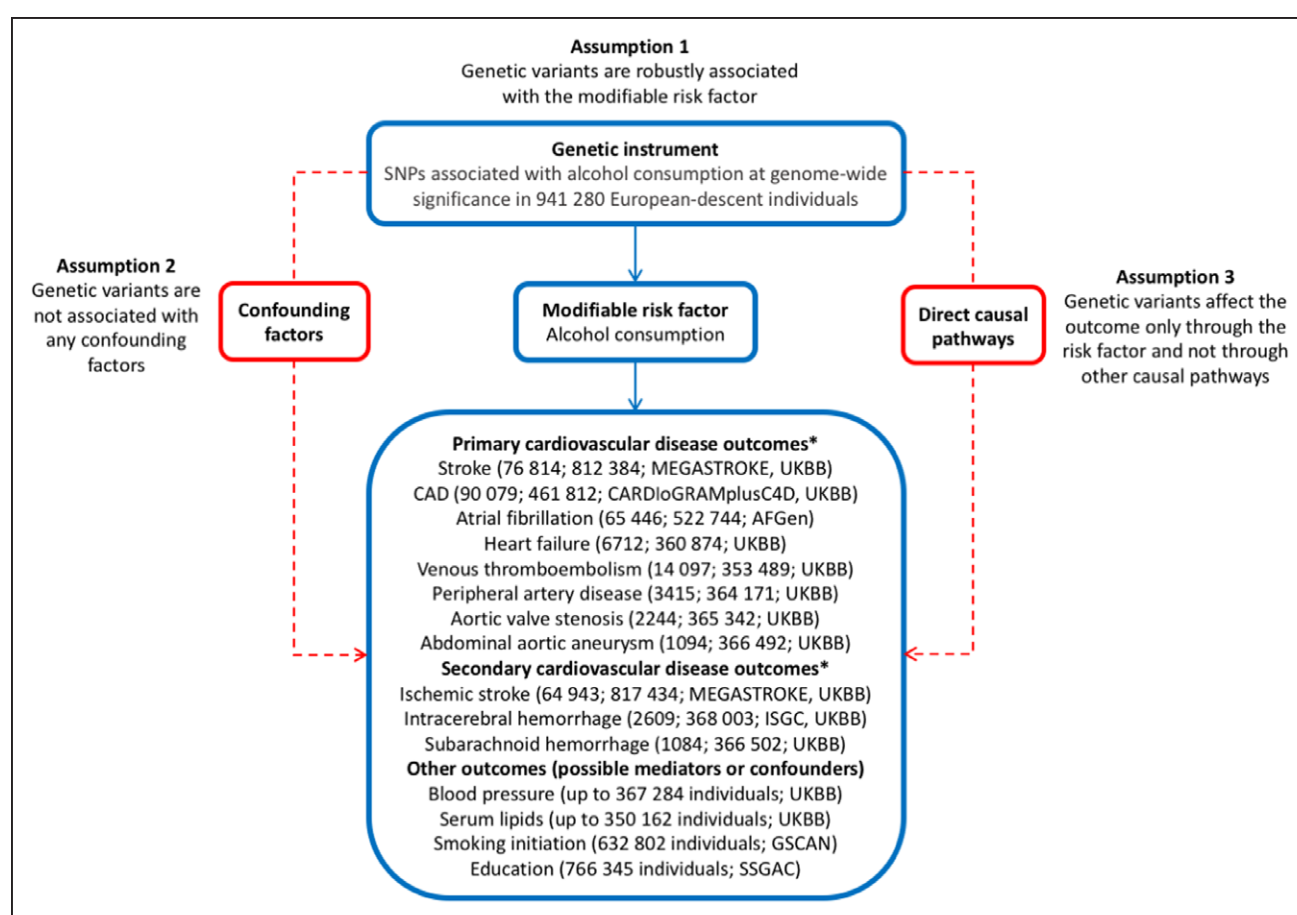 Assumption 1
Genetic variants are robustly associated
with the modifiable risk factor
Genetic instrument
SNPs associated with alcohol consumption at genome-wide
significance in 941 280 European-descent individuals
Assumption 2
Genetic variants are
not associated with
any confounding
factors
Confounding
factors
Modifiable risk factor
Alcohol consumption
Direct causal
pathways
Assumption 3
Genetic variants affect the
outcome only through the
risk factor and not through
other causal pathways
Primary cardiovascular disease outcomes*
Stroke (76 814; 812 384; MEGASTROKE, UKBB)
CAD (90 079; 461 812; CARDIoGRAMplusC4D, UKBB)
Atrial fibrillation (65 446; 522 744; AFGen)
Heart failure (6712; 360 874; UKBB)
Venous thromboembolism (14 097; 353 489; UKBB)
Peripheral artery disease (3415; 364 171; UKBB)
Aortic valve stenosis (2244; 365 342; UKBB)
Abdominal aortic aneurysm (1094; 366 492; UKBB)
Secondary cardiovascular disease outcomes*
Ischemic stroke (64 943; 817 434; MEGASTROKE, UKBB)
Intracerebral hemorrhage (2609; 368 003; ISGC, UKBB)
Subarachnoid hemorrhage (1084; 366 502; UKBB)
Other outcomes (possible mediators or confounders)
Blood pressure (up to 367 284 individuals; UKBB)
Serum lipids (up to 350 162 individuals; UKBB)
Smoking initiation (632 802 individuals; GSCAN)
Education (766 345 individuals; SSGAC)